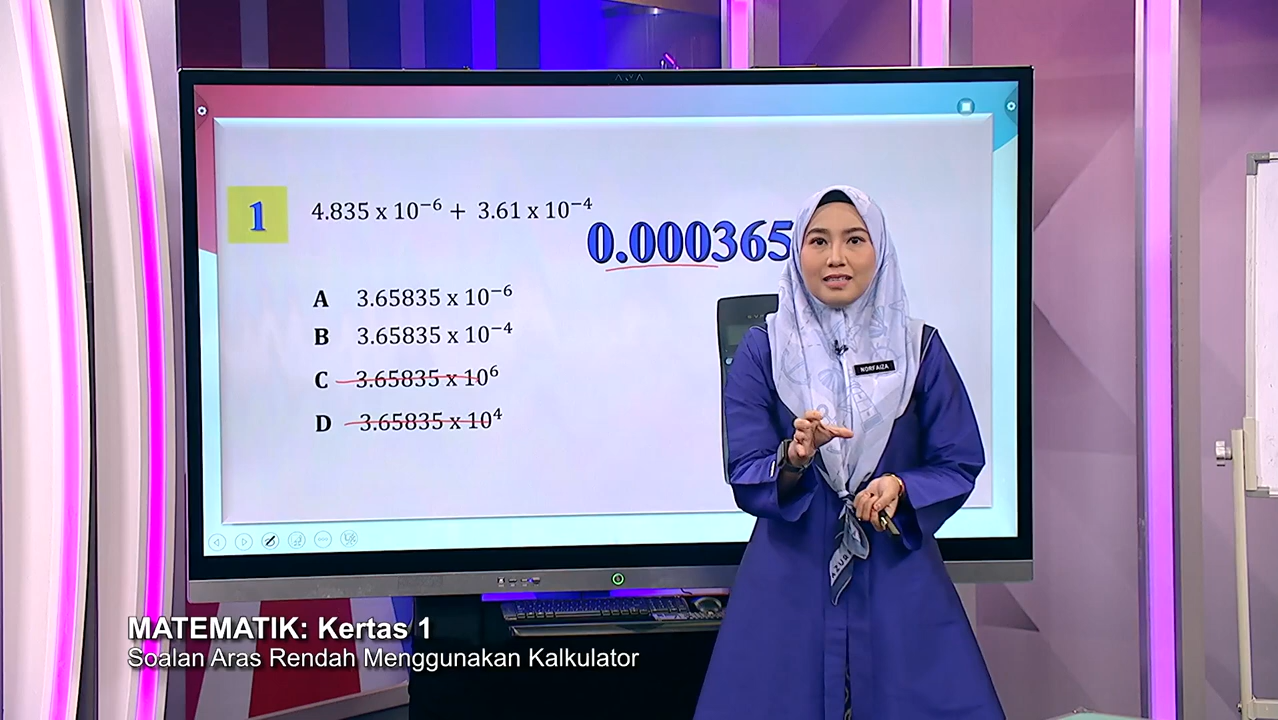 1
4.835 x 10⁻⁶ + 3.61 x 10⁻⁴
0.000365
A 3.65835 x 10⁻⁶
B 3.65835 x 10⁻⁴
C 3.65835 x 10⁶
D 3.65835 x 10⁴
NORFAIZA
MATEMATIK: Kertas 1
Soalan Aras Rendah Menggunakan Kalkulator